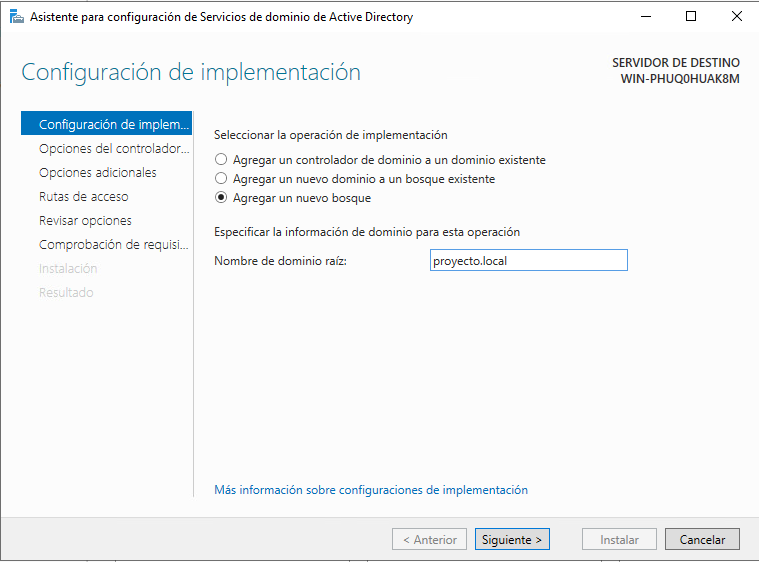 Asistente para configuración de Servicios de dominio de Active Directory
Configuración de implementación
SERVIDOR DE DESTINO
WIN-PHUQ0HUAK8M
Configuración de implem...
Opciones del controlador...
Opciones adicionales
Rutas de acceso
Revisar opciones
Comprobación de requisi...
Instalación
Resultado
Seleccionar la operación de implementación
Agregar un controlador de dominio a un dominio existente
Agregar un nuevo dominio a un bosque existente
Agregar un nuevo bosque
Especificar la información de dominio para esta operación
Nombre de dominio raíz: proyecto.local
Más información sobre configuraciones de implementación
< Anterior Siguiente > Instalar Cancelar